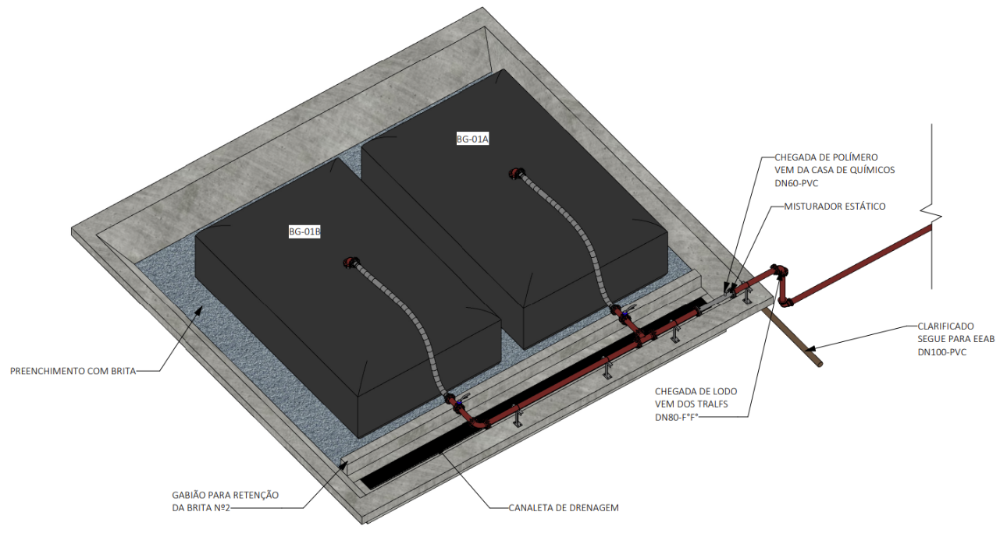 BG-01A
CHEGADA DE POLÍMERO
VEM DA CASA DE QUÍMICOS
DN60-PVC
MISTURADOR ESTÁTICO
BG-01B
CLARIFICADO
SEGUE PARA EEAB
DN100-PVC
PREENCHIMENTO COM BRITA
CHEGADA DE LODO
VEM DOS TRALFS
DN80-F°F°
GABIÃO PARA RETENÇÃO
DA BRITA Nº2
CANALETA DE DRENAGEM